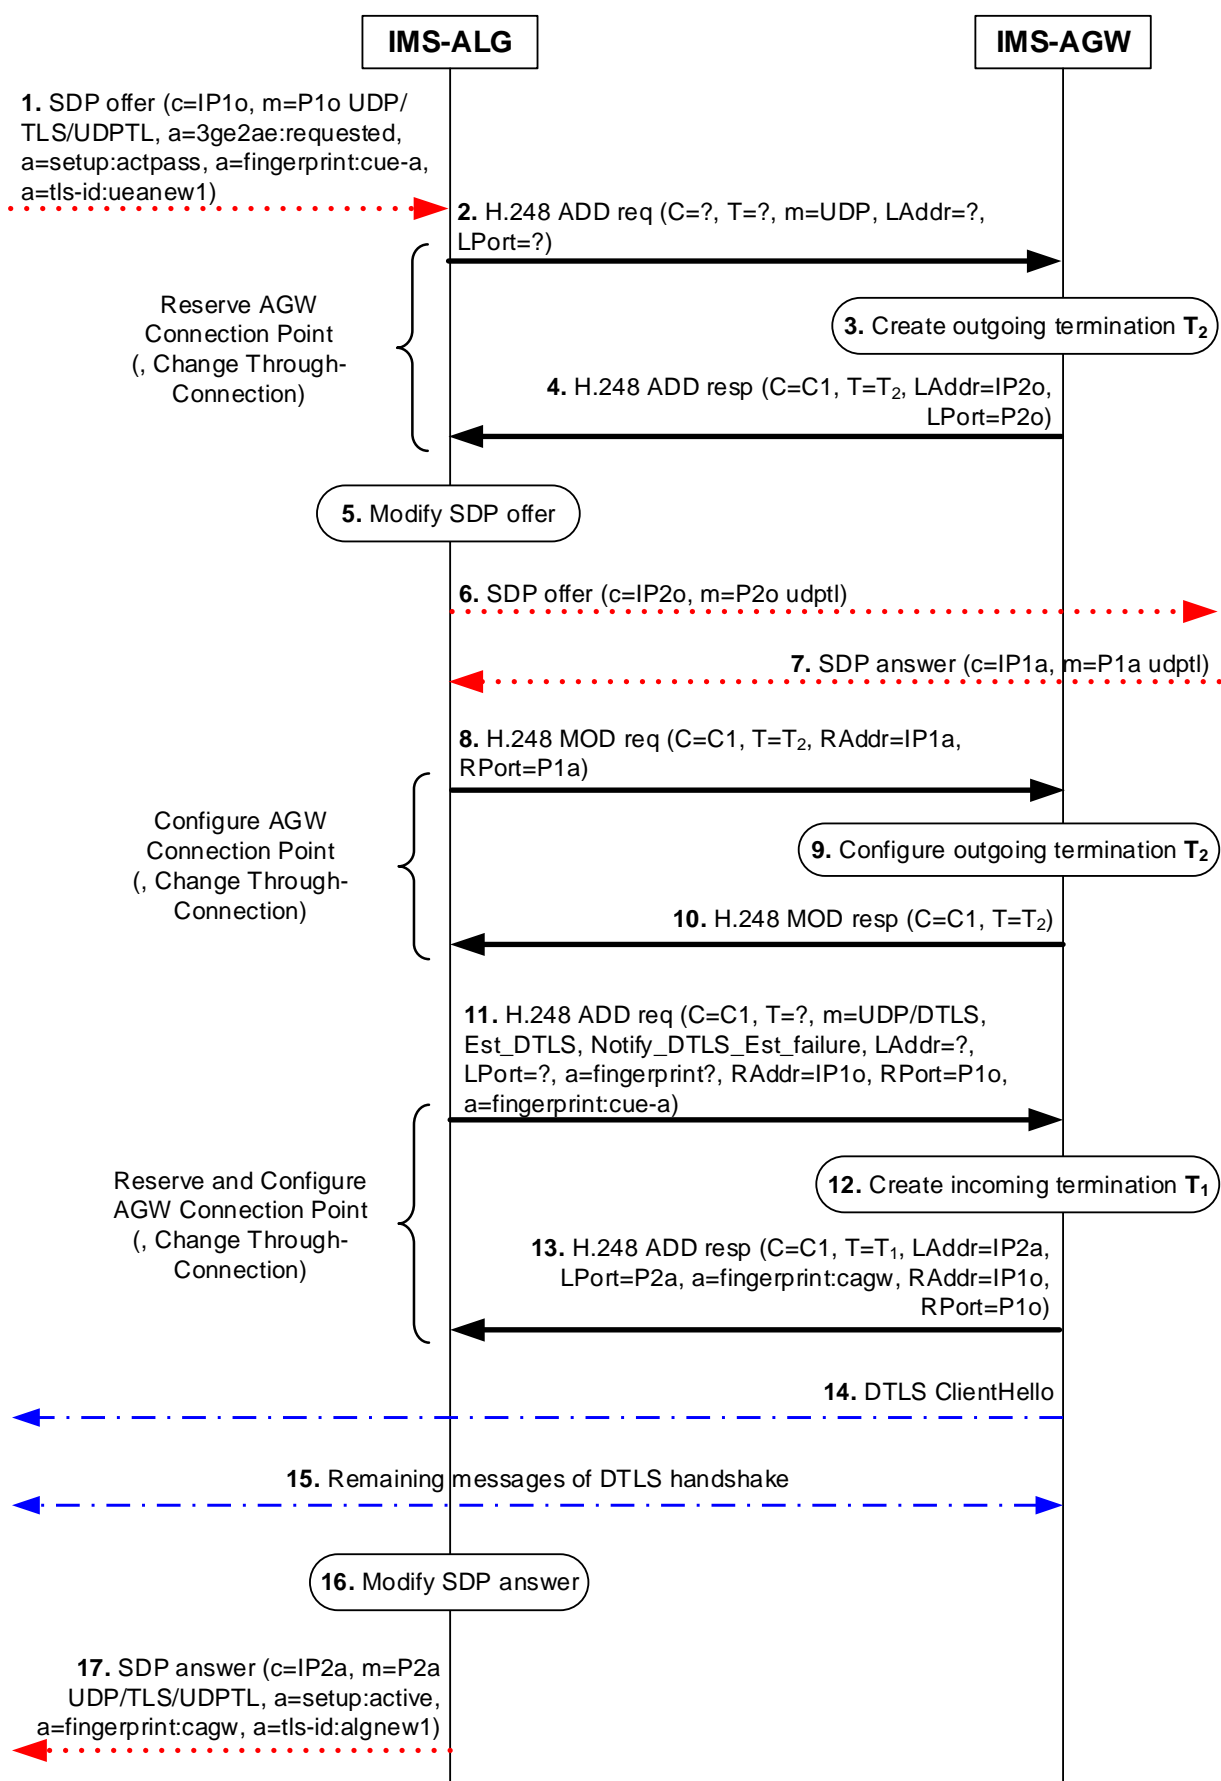 IMS-ALG
IMS-AGW
1. SDP offer (c=IP1o, m=P1o UDP/
TLS/UDPTL, a=3ge2ae:requested,
a=setup:actpass, a=fingerprint:cue-a,
a=tls-id:ueanew1)
2. H.248 ADD req (C=?, T=?, m=UDP, LAddr=?,
LPort=?)
Reserve AGW
Connection Point
(, Change Through-
Connection)
3. Create outgoing termination T2
4. H.248 ADD resp (C=C1, T=T2, LAddr=IP2o,
LPort=P2o)
5. Modify SDP offer
6. SDP offer (c=IP2o, m=P2o udptl)
7. SDP answer (c=IP1a, m=P1a udptl)
8. H.248 MOD req (C=C1, T=T2, RAddr=IP1a,
RPort=P1a)
Configure AGW
Connection Point
(, Change Through-
Connection)
9. Configure outgoing termination T2
10. H.248 MOD resp (C=C1, T=T2)
11. H.248 ADD req (C=C1, T=?, m=UDP/DTLS,
Est_DTLS, Notify_DTLS_Est_failure, LAddr=?,
LPort=?, a=fingerprint?, RAddr=IP1o, RPort=P1o,
a=fingerprint:cue-a)
Reserve and Configure
AGW Connection Point
(, Change Through-
Connection)
12. Create incoming termination T1
13. H.248 ADD resp (C=C1, T=T1, LAddr=IP2a,
LPort=P2a, a=fingerprint:cagw, RAddr=IP1o,
RPort=P1o)
14. DTLS ClientHello
15. Remaining messages of DTLS handshake
16. Modify SDP answer
17. SDP answer (c=IP2a, m=P2a
UDP/TLS/UDPTL, a=setup:active,
a=fingerprint:cagw, a=tls-id:algnew1)